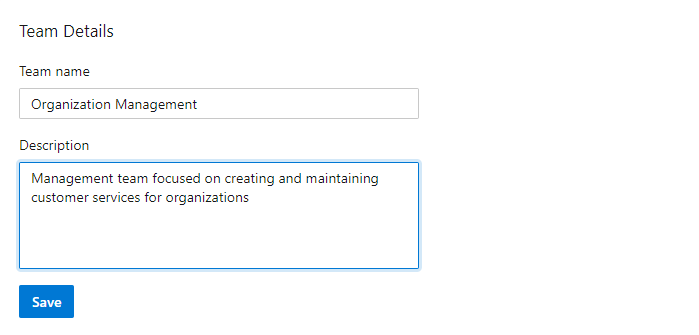 Team Details
Team name
Organization Management
Description
Management team focused on creating and maintaining
customer services for organizations
Save